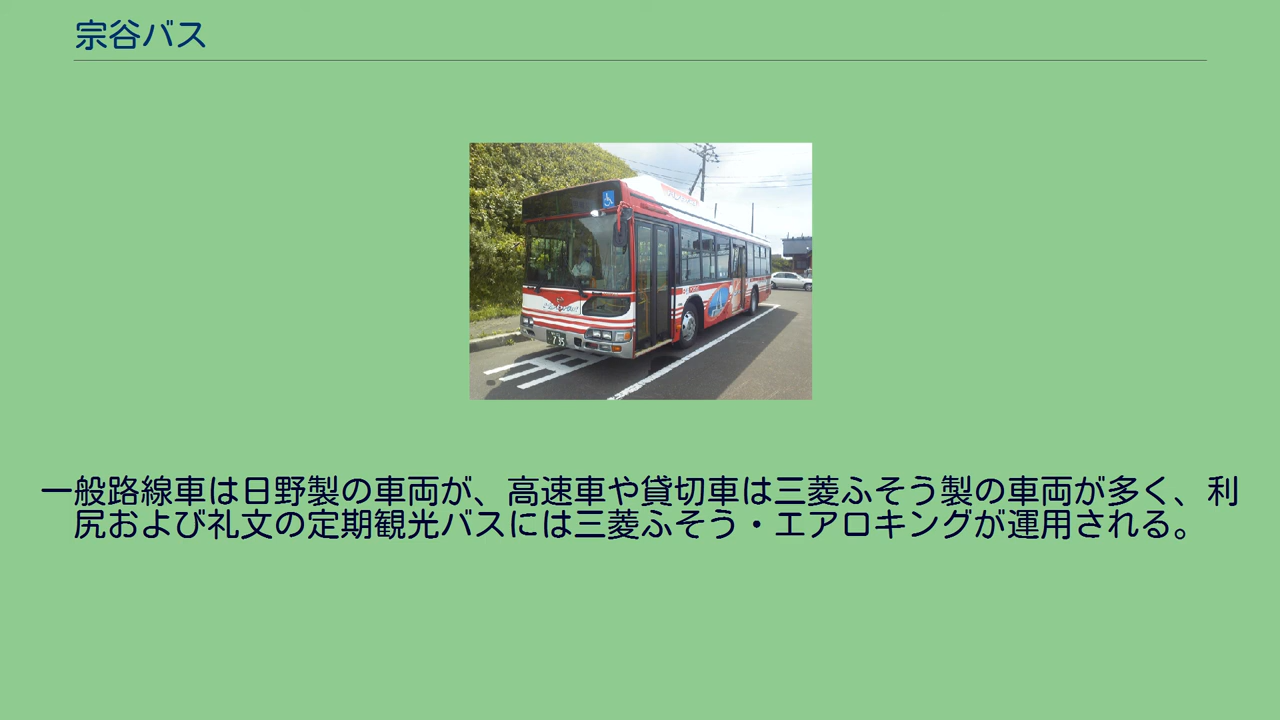 宗谷バス
一般路線車は日野製の車両が、高速車や貸切車は三菱ふそう製の車両が多く、利
尻および礼文の定期観光バスには三菱ふそう・エアロキングが運用される。
735